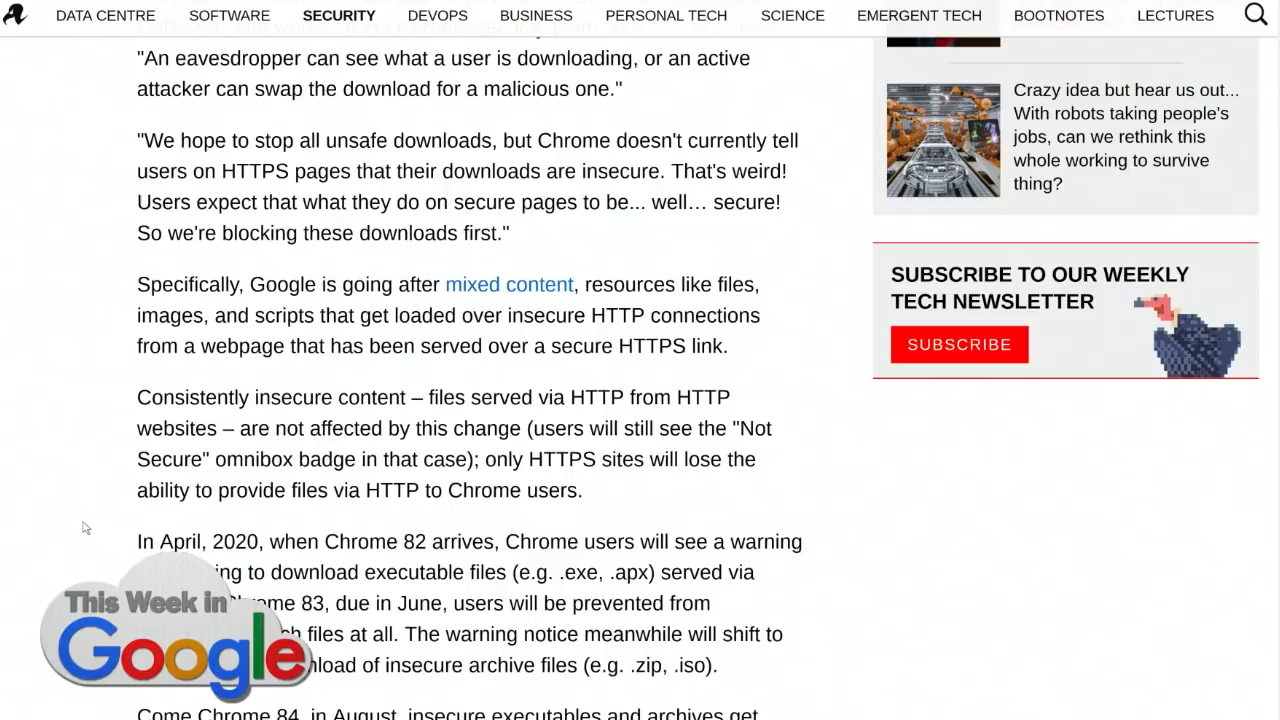 DATA CENTRE SOFTWARE SECURITY DEVOPS BUSINESS PERSONAL TECH SCIENCE EMERGENT TECH BOOTNOTES LECTURES
"An eavesdropper can see what a user is downloading, or an active
attacker can swap the download for a malicious one."
"We hope to stop all unsafe downloads, but Chrome doesn't currently tell
users on HTTPS pages that their downloads are insecure. That's weird!
Users expect that what they do on secure pages to be... well… secure!
So we're blocking these downloads first."
Specifically, Google is going after mixed content, resources like files,
images, and scripts that get loaded over insecure HTTP connections
from a webpage that has been served over a secure HTTPS link.
Consistently insecure content – files served via HTTP from HTTP
websites – are not affected by this change (users will still see the "Not
Secure" omnibox badge in that case); only HTTPS sites will lose the
ability to provide files via HTTP to Chrome users.
In April, 2020, when Chrome 82 arrives, Chrome users will see a warning
to download executable files (e.g. .exe, .apx) served via
83, due in June, users will be prevented from
files at all. The warning notice meanwhile will shift to
of insecure archive files (e.g. .zip, .iso).
Come Chrome 84, in August, insecure executables and archives get
This Week in
Google
Crazy idea but hear us out...
With robots taking people's
jobs, can we rethink this
whole working to survive
thing?
SUBSCRIBE TO OUR WEEKLY
TECH NEWSLETTER
SUBSCRIBE